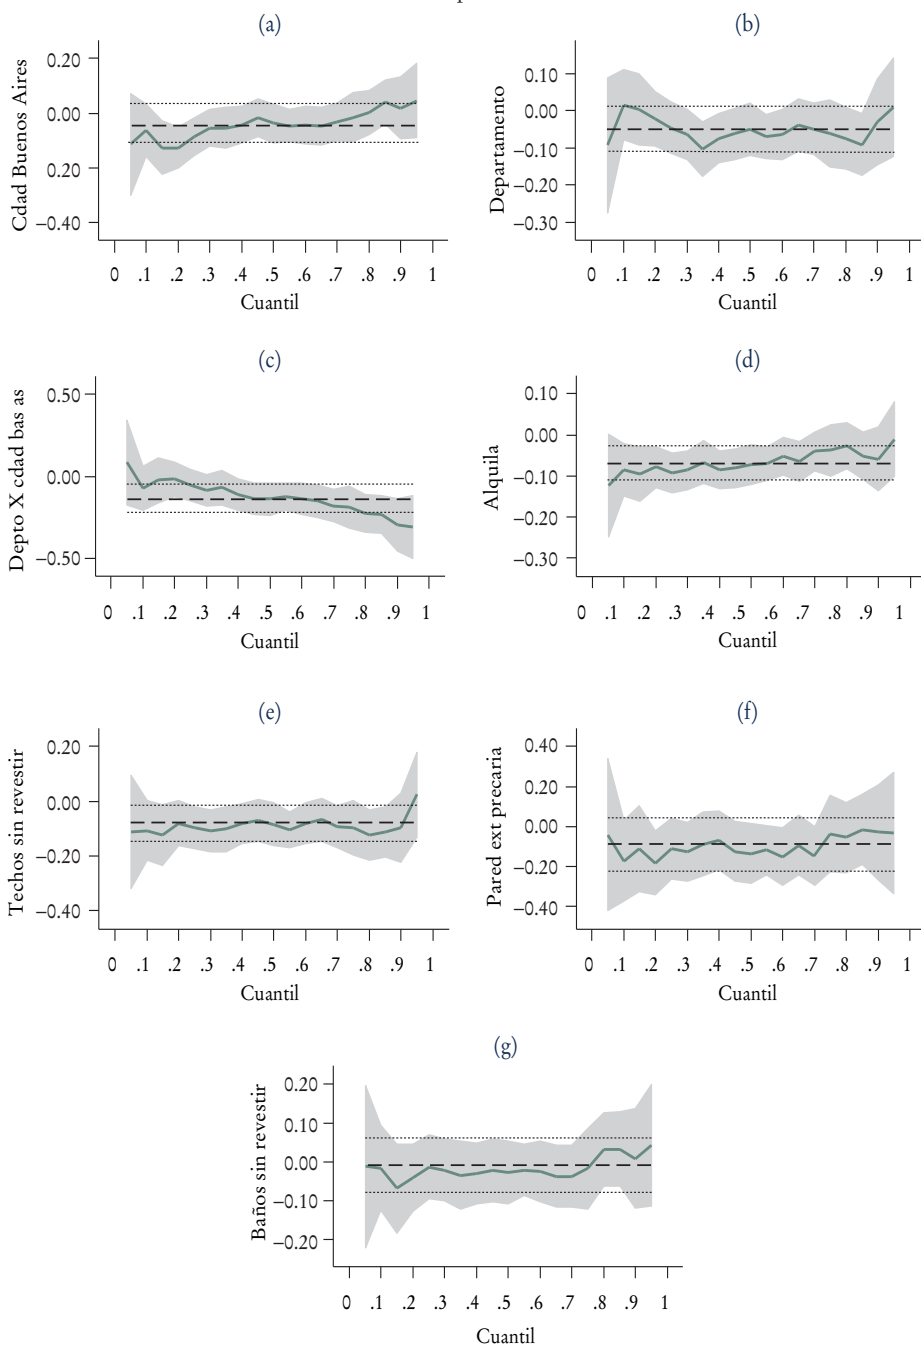 (a)
Cdad Buenos Aires
0.20
0.00
0.20
−0.40
0 .1 .2 .3 .4 .5 .6 .7 .8 .9 1
Cuantil
(b)
Departamento
0.10
0.00
−0.10
−0.20
−0.30
0 .1 .2 .3 .4 .5 .6 .7 .8 .9 1
Cuantil
(c)
Depto X cdad bas as
0.50
0.00
−0.50
0 .1 .2 .3 .4 .5 .6 .7 .8 .9 1
Cuantil
(d)
Alquila
0.10
0.00
−0.10
−0.20
−0.30
0 .1 .2 .3 .4 .5 .6 .7 .8 .9 1
Cuantil
(e)
Techos sin revestir
0.20
0.00
−0.20
−0.40
0 .1 .2 .3 .4 .5 .6 .7 .8 .9 1
Cuantil
(f)
Pared ext precaria
0.40
0.20
0.00
−0.20
−0.40
0 .1 .2 .3 .4 .5 .6 .7 .8 .9 1
Cuantil
(g)
Baños sin revestir
0.20
0.10
0.00
−0.10
−0.20
0 .1 .2 .3 .4 .5 .6 .7 .8 .9 1
Cuantil